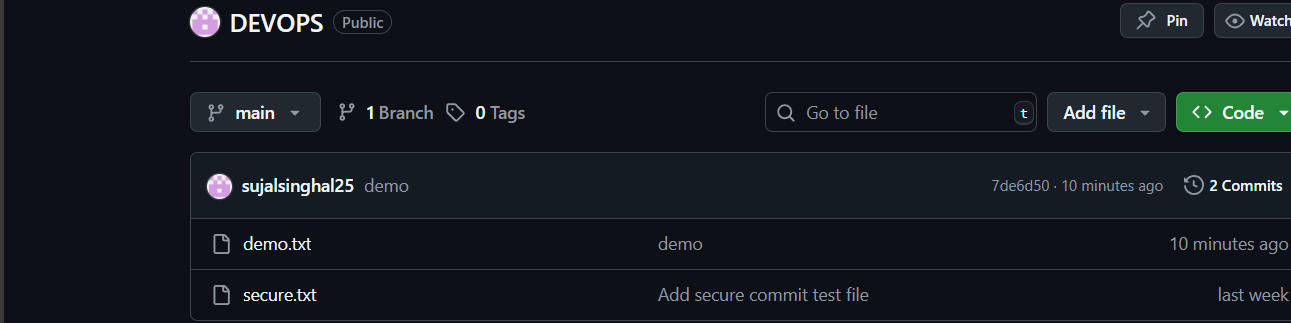 DEVOPS Public Pin Watch
main 1 Branch 0 Tags Go to file t Add file Code
sujalsinghal25 demo 7de6d50 · 10 minutes ago 2 Commits
demo.txt demo 10 minutes ago
secure.txt Add secure commit test file last week